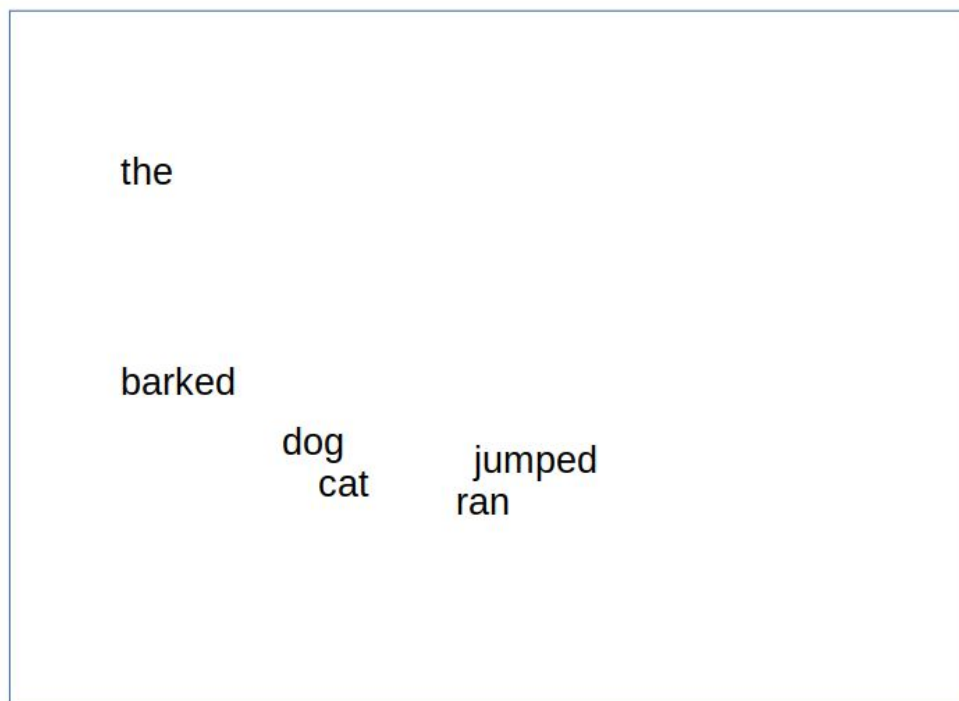 the
barked
dog
jumped
cat
ran